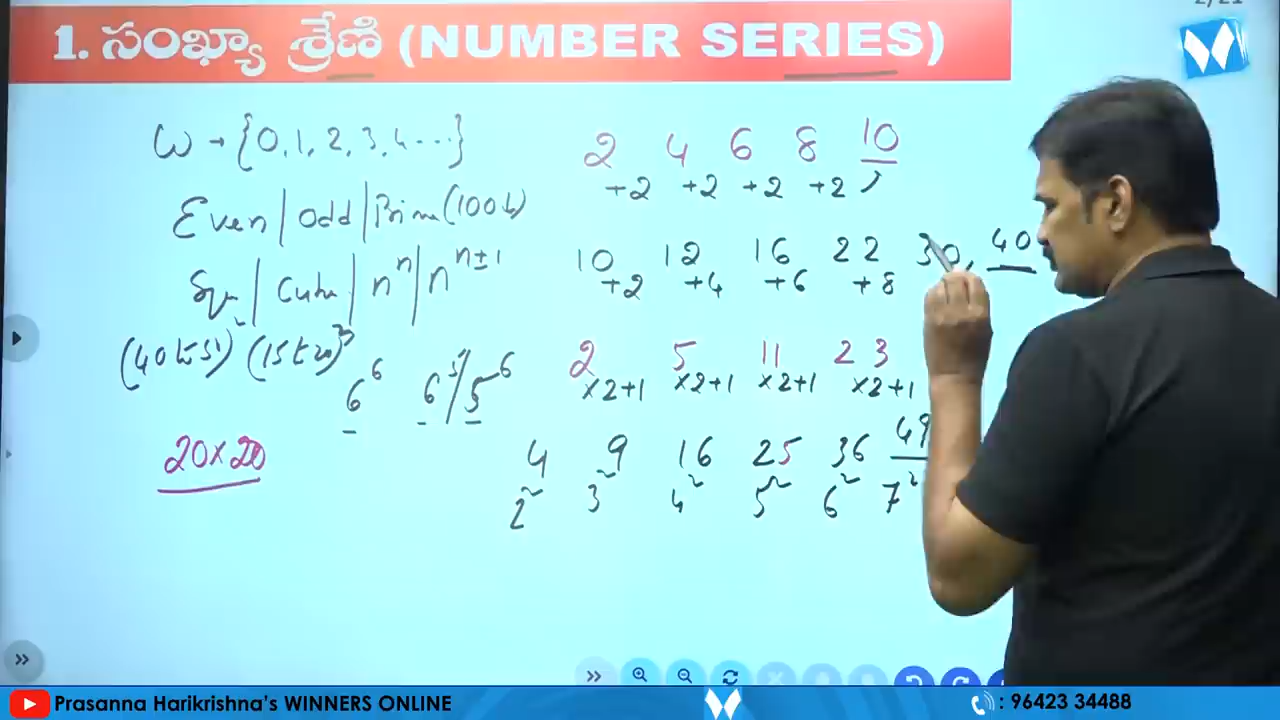 2/21
1. సంఖ్యా శ్రేణి (NUMBER SERIES)
W → {0, 1, 2, 3, 4 ...}
Even | Odd | Prime (100↓)
Squ | Cube | nⁿ | nⁿ±¹
(40 to 51)² (15 to 20)³
6⁶ 6⁵/5⁶
20×20
2 4 6 8 10
+2 +2 +2 +2
10 12 16 22 30, 40
+2 +4 +6 +8
2 5 11 23
×2+1 ×2+1 ×2+1 ×2+1
4 9 16 25 36 49
2² 3² 4² 5² 6² 7²
Prasanna Harikrishna's WINNERS ONLINE
: 96423 34488